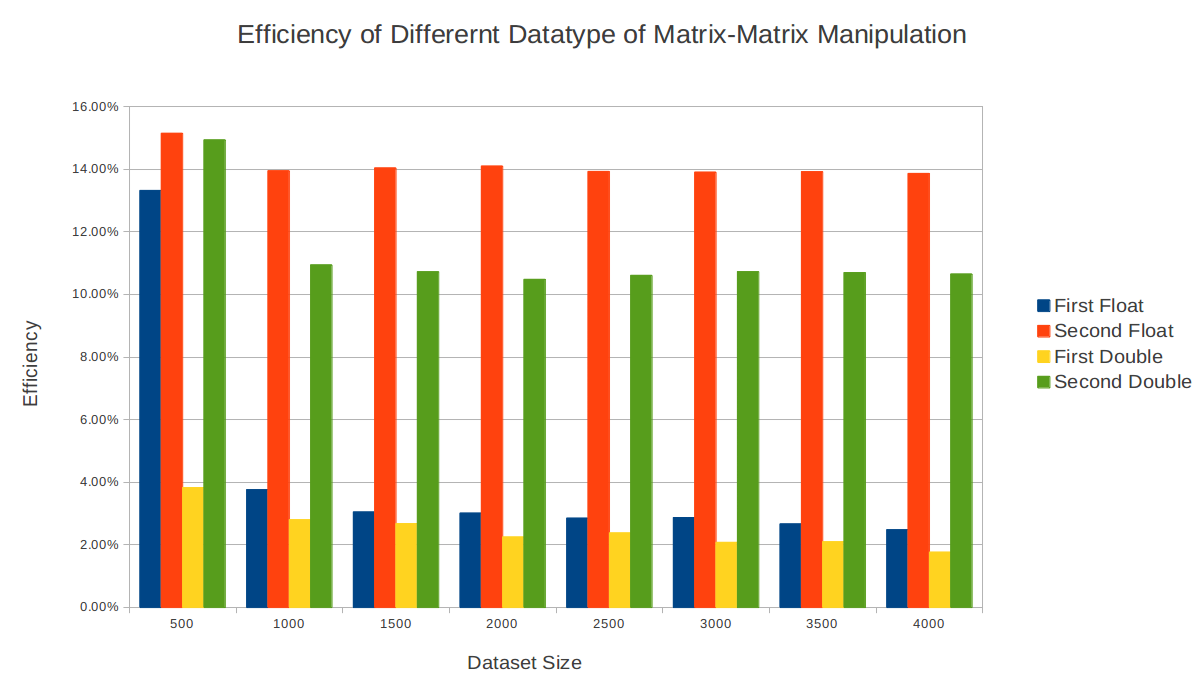 Efficiency of Differernt Datatype of Matrix-Matrix Manipulation
16.00%
14.00%
12.00%
10.00%
8.00%
6.00%
4.00%
2.00%
0.00%
Efficiency
500 1000 1500 2000 2500 3000 3500 4000
Dataset Size
First Float
Second Float
First Double
Second Double